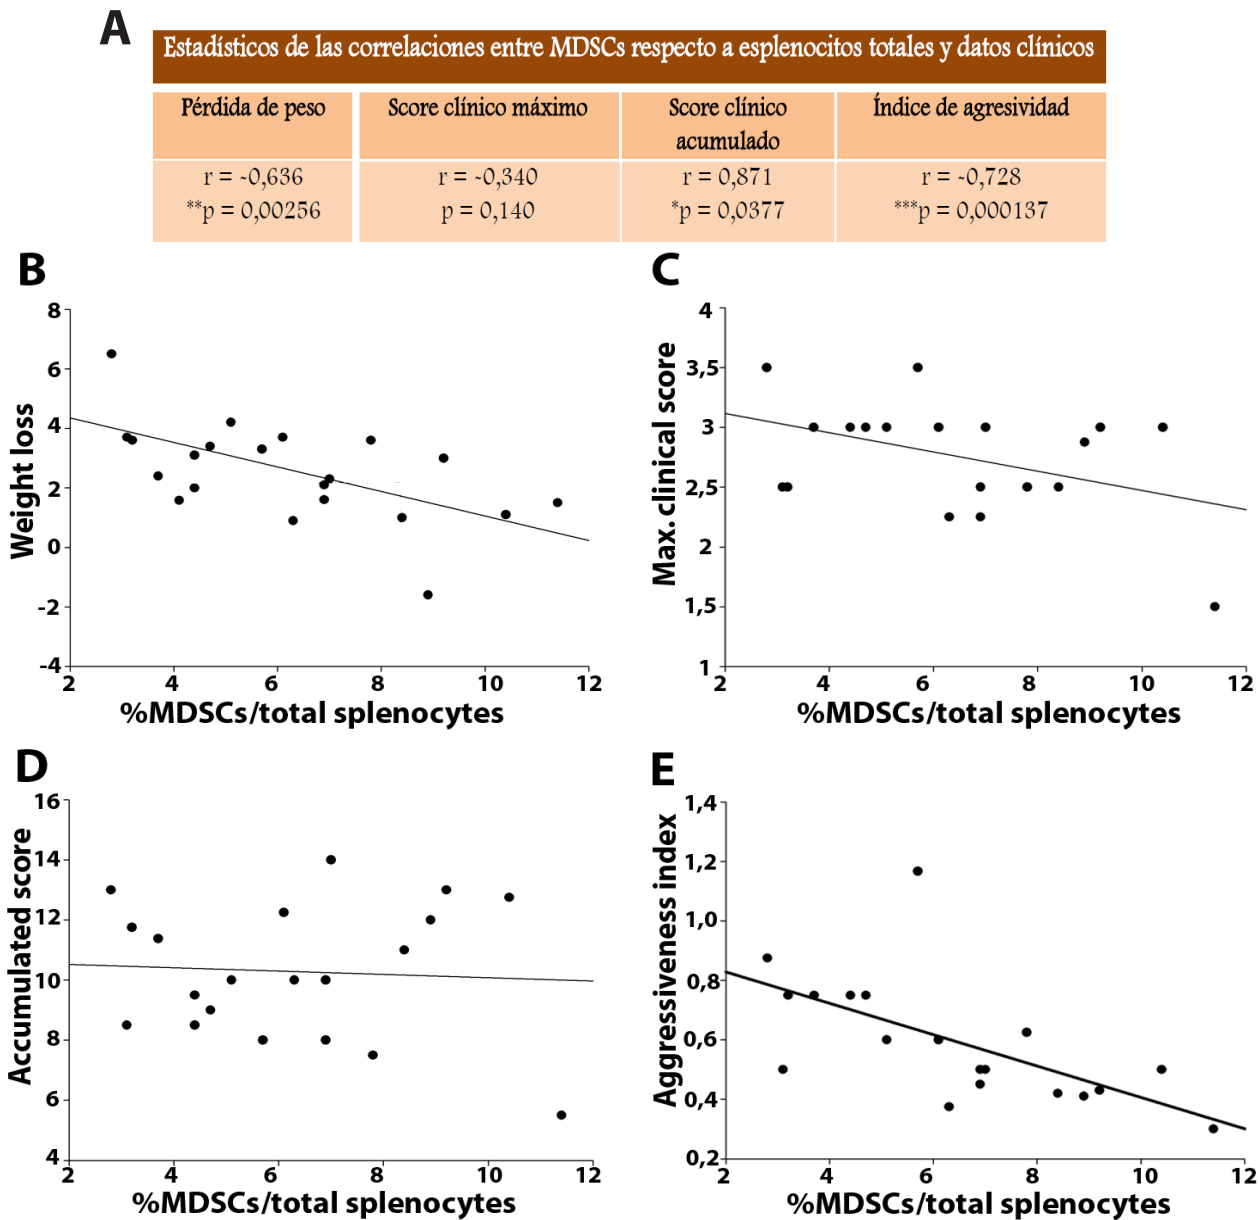 A
Estadísticos de las correlaciones entre MDSCs respecto a esplenocitos totales y datos clínicos
Pérdida de peso
Score clínico máximo
Score clínico
acumulado
Índice de agresividad
r = -0,636
**p = 0,00256
r = -0,340
p = 0,140
r = 0,871
*p = 0,0377
r = -0,728
***p = 0,000137
B
Weight loss
8
6
4
2
0
-2
-4
2 4 6 8 10 12
%MDSCs/total splenocytes
C
Max. clinical score
4
3,5
3
2,5
2
1,5
1
2 4 6 8 10 12
%MDSCs/total splenocytes
D
Accumulated score
16
14
12
10
8
6
4
2 4 6 8 10 12
%MDSCs/total splenocytes
E
Aggressiveness index
1,4
1,2
1,0
0,8
0,6
0,4
0,2
2 4 6 8 10 12
%MDSCs/total splenocytes